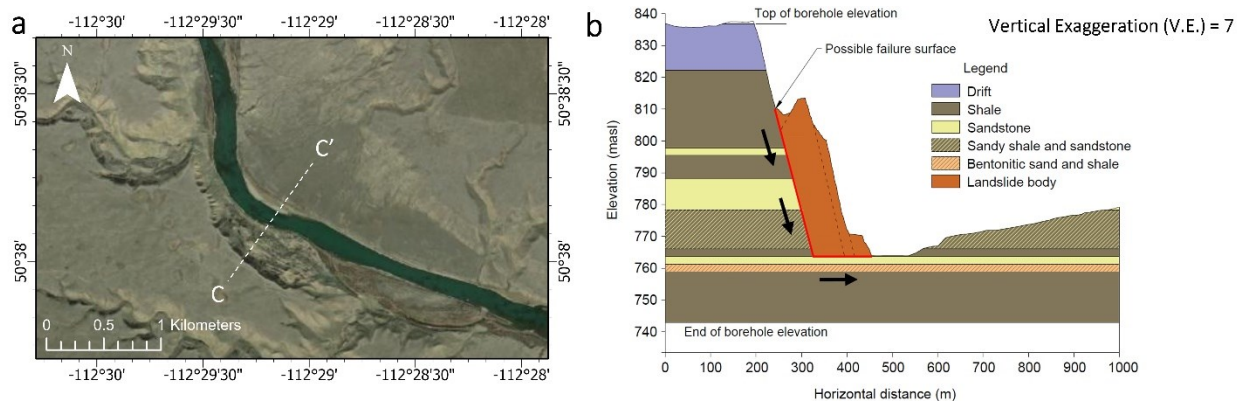 a
-112°30'
-112°29'30"
-112°29'
-112°28'30"
-112°28'
N
50°38'30"
50°38'
50°38'30"
50°38'
C'
C
0 0.5 1 Kilometers
-112°30'
-112°29'30"
-112°29'
-112°28'30"
-112°28'
b
Vertical Exaggeration (V.E.) = 7
Top of borehole elevation
Possible failure surface
Legend
Drift
Shale
Sandstone
Sandy shale and sandstone
Bentonitic sand and shale
Landslide body
Elevation (masl)
840
830
820
810
800
790
780
770
760
750
740
End of borehole elevation
0 100 200 300 400 500 600 700 800 900 1000
Horizontal distance (m)